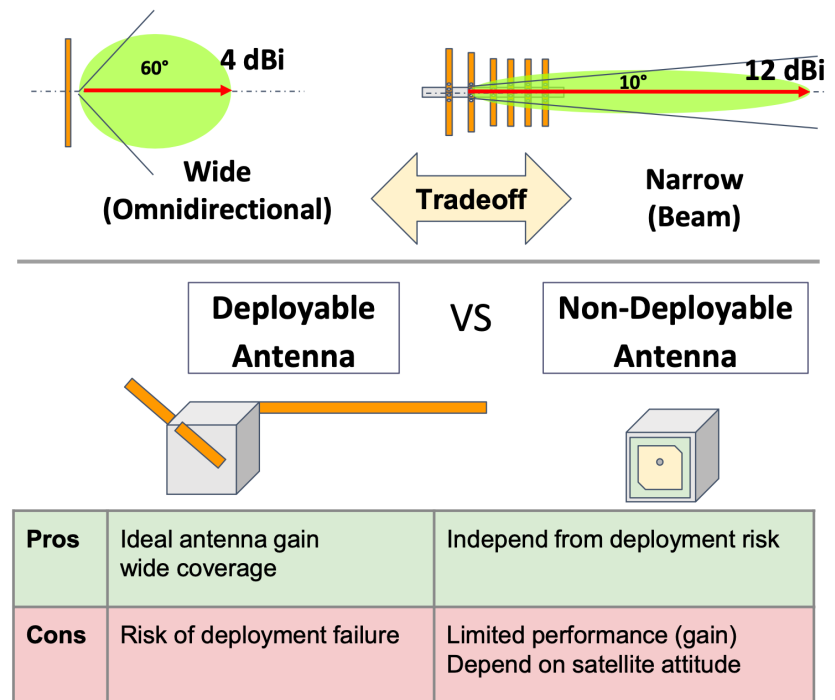 60°
4 dBi
10°
12 dBi
Wide
(Omnidirectional)
Tradeoff
Narrow
(Beam)
Deployable
Antenna
VS
Non-Deployable
Antenna
Pros
Ideal antenna gain
wide coverage
Independ from deployment risk
Cons
Risk of deployment failure
Limited performance (gain)
Depend on satellite attitude